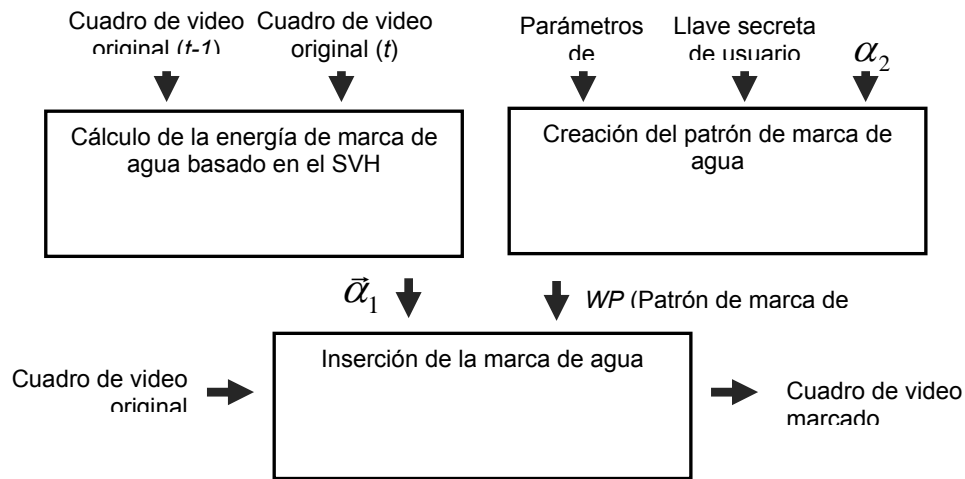 Cuadro de video
original (t-1)
Cuadro de video
original (t)
Parámetros
de
Llave secreta
de usuario
α₂
Cálculo de la energía de marca de
agua basado en el SVH
Creación del patrón de marca de
agua
α⃗₁
WP (Patrón de marca de
Inserción de la marca de agua
Cuadro de video
original
Cuadro de video
marcado